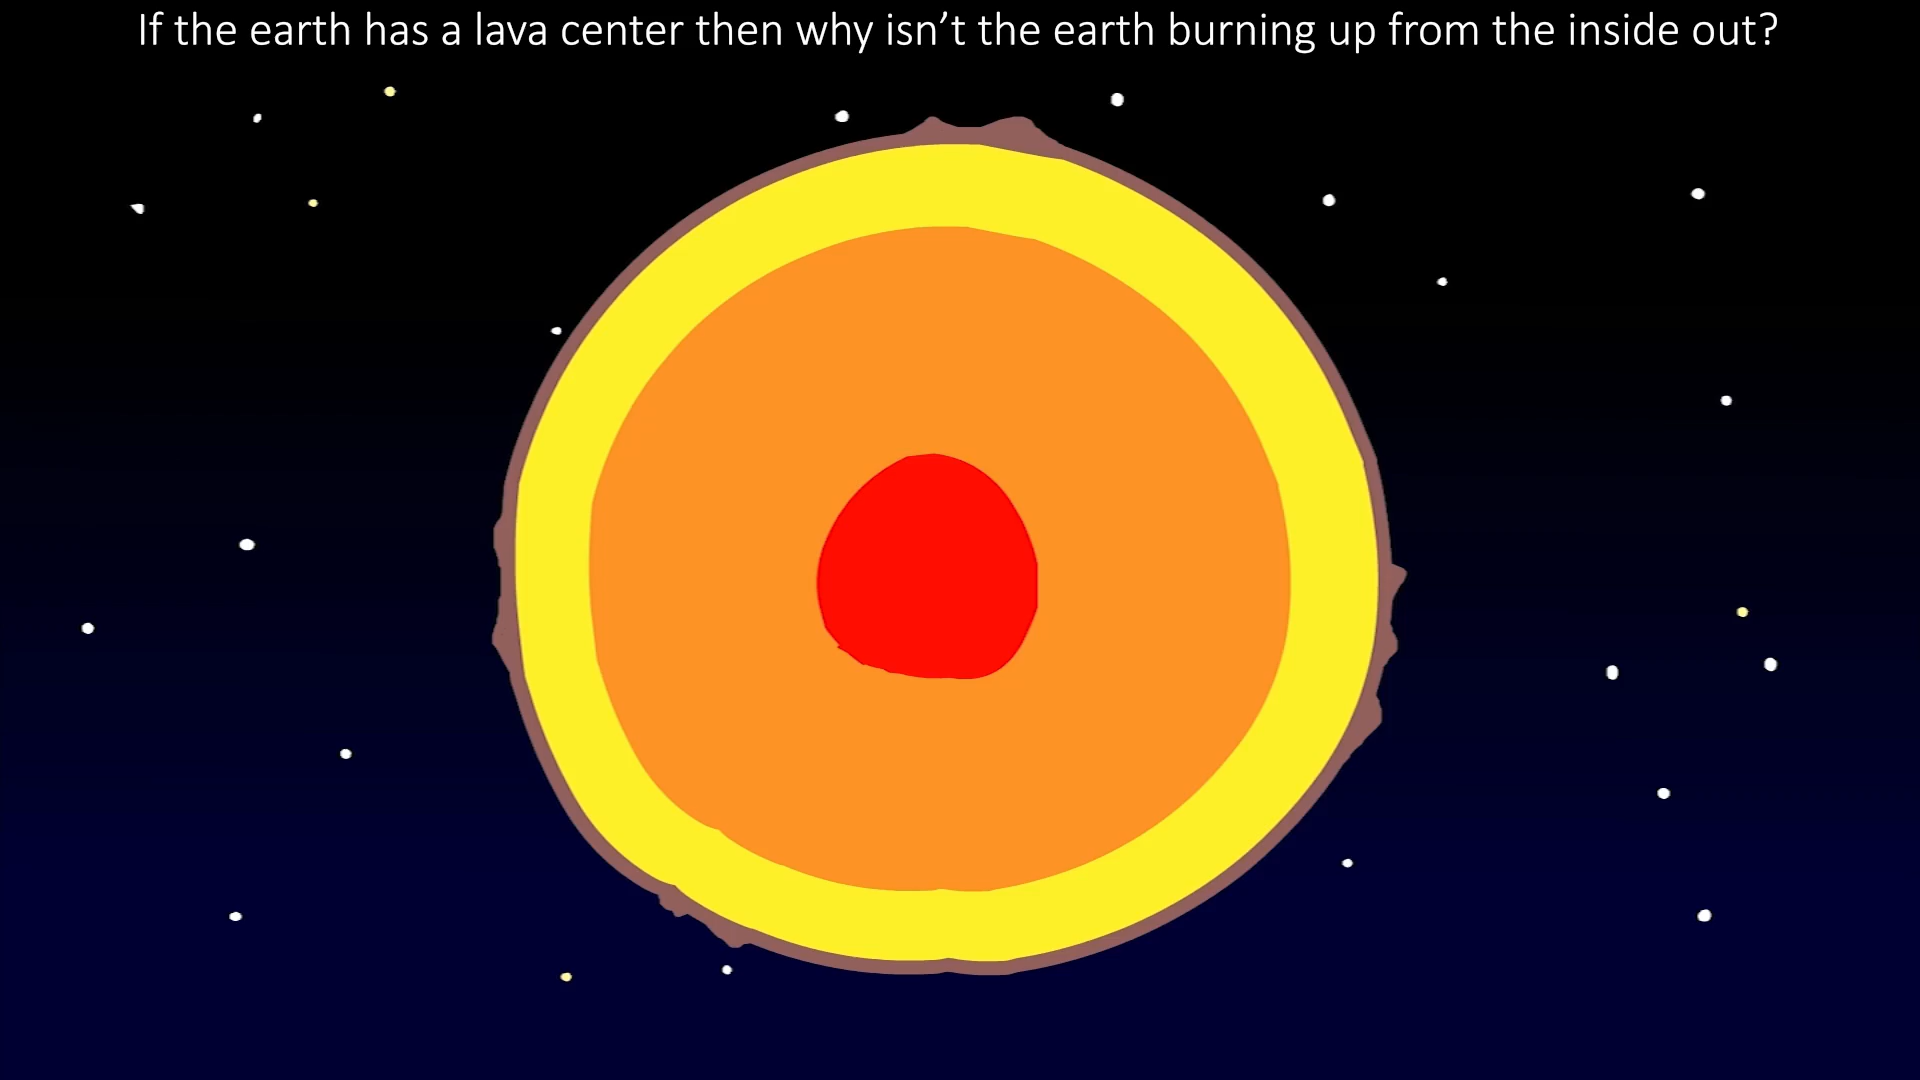 If the earth has a lava center then why isn’t the earth burning up from the inside out?